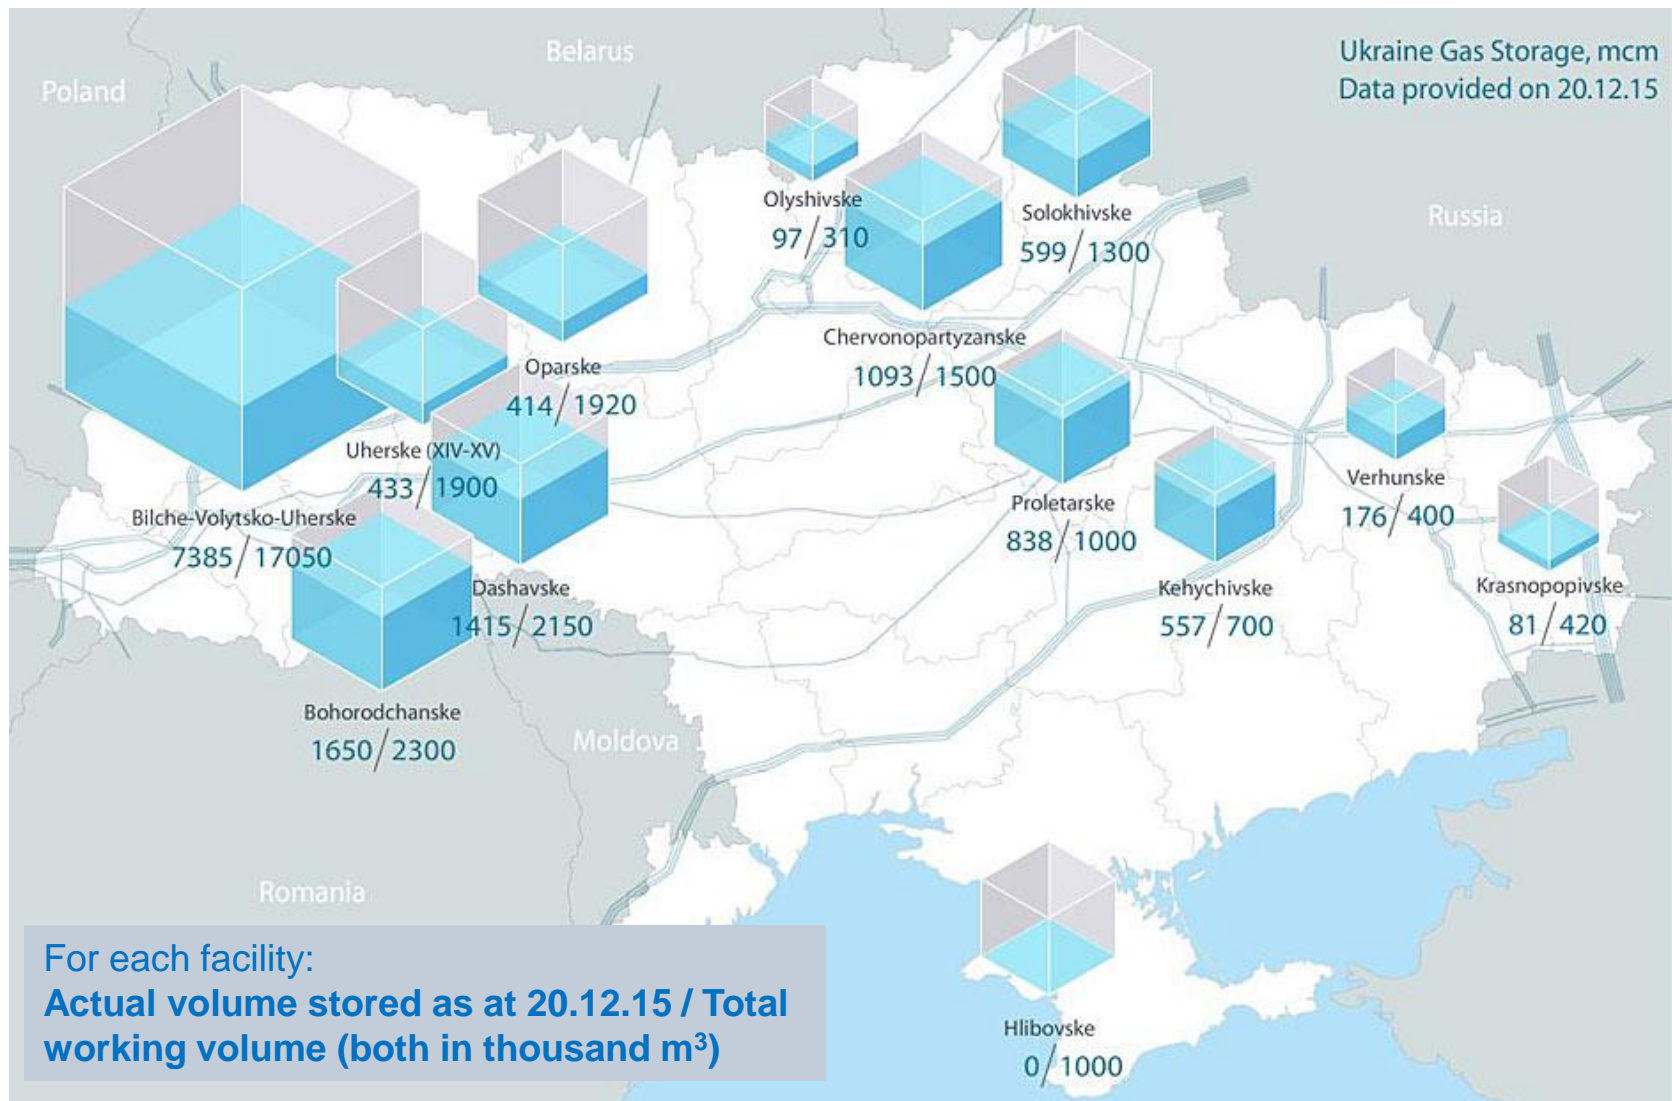 Ukraine Gas Storage, mcm
Data provided on 20.12.15
Belarus
Poland
Russia
Olyshivske
97/310
Solokhivske
599/1300
Chervonopartyzanske
1093/1500
Oparske
414/1920
Uherske (XIV-XV)
433/1900
Bilche-Volytsko-Uherske
7385/17050
Dashavske
1415/2150
Bohorodchanske
1650/2300
Proletarske
838/1000
Kehychivske
557/700
Verhunske
176/400
Krasnopopivske
81/420
Moldova
Romania
Hlibovske
0/1000
For each facility:
Actual volume stored as at 20.12.15 / Total
working volume (both in thousand m³)